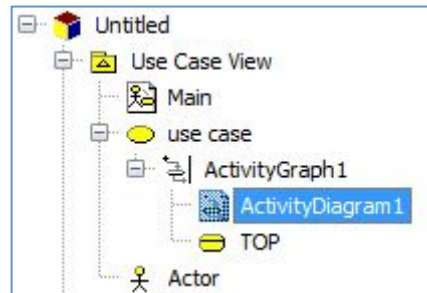 Untitled
Use Case View
Main
use case
ActivityGraph1
ActivityDiagram1
TOP
Actor